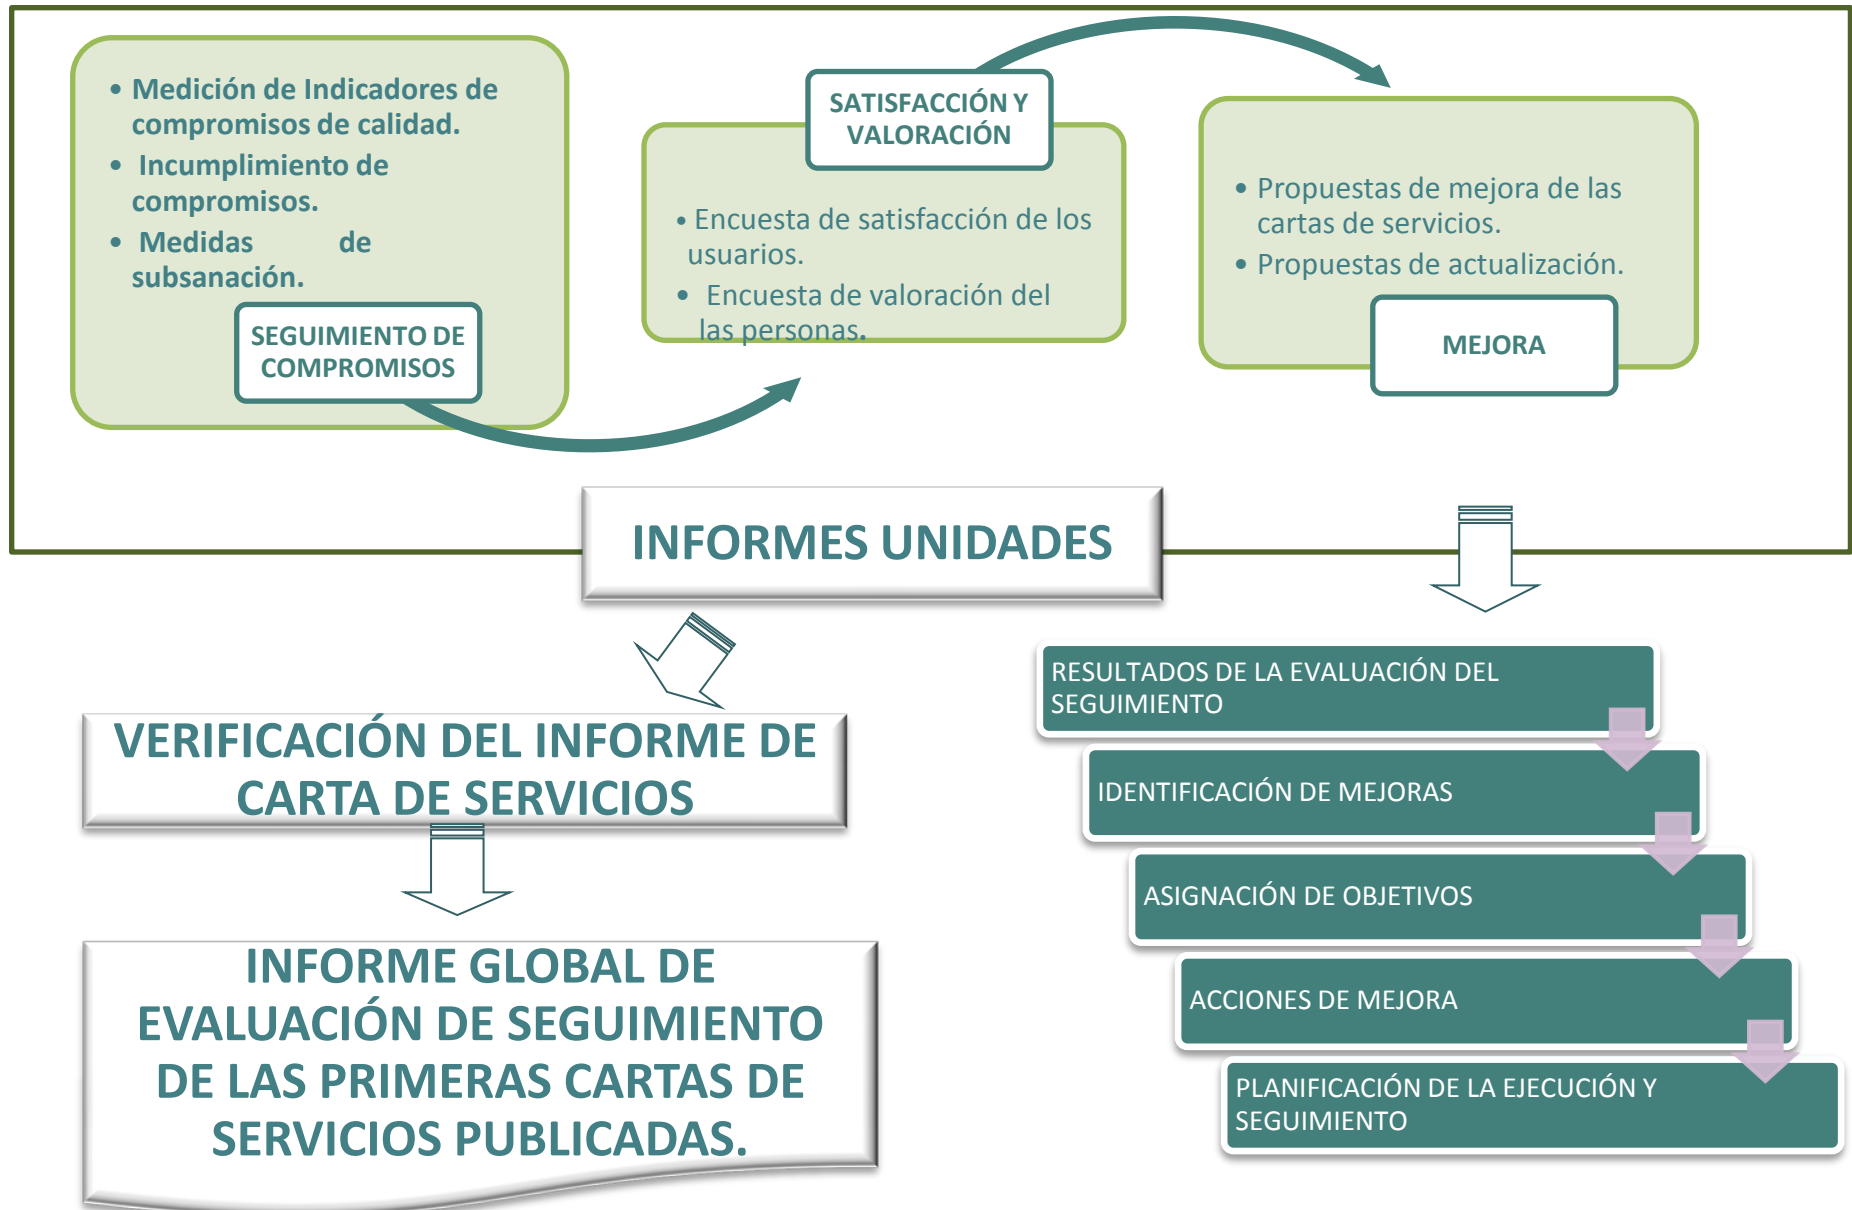 • Medición de Indicadores de
compromisos de calidad.
• Incumplimiento de
compromisos.
• Medidas de
subsanación.
SEGUIMIENTO DE
COMPROMISOS
SATISFACCIÓN Y
VALORACIÓN
• Encuesta de satisfacción de los
usuarios.
• Encuesta de valoración del
las personas.
• Propuestas de mejora de las
cartas de servicios.
• Propuestas de actualización.
MEJORA
INFORMES UNIDADES
VERIFICACIÓN DEL INFORME DE
CARTA DE SERVICIOS
INFORME GLOBAL DE
EVALUACIÓN DE SEGUIMIENTO
DE LAS PRIMERAS CARTAS DE
SERVICIOS PUBLICADAS.
RESULTADOS DE LA EVALUACIÓN DEL
SEGUIMIENTO
IDENTIFICACIÓN DE MEJORAS
ASIGNACIÓN DE OBJETIVOS
ACCIONES DE MEJORA
PLANIFICACIÓN DE LA EJECUCIÓN Y
SEGUIMIENTO